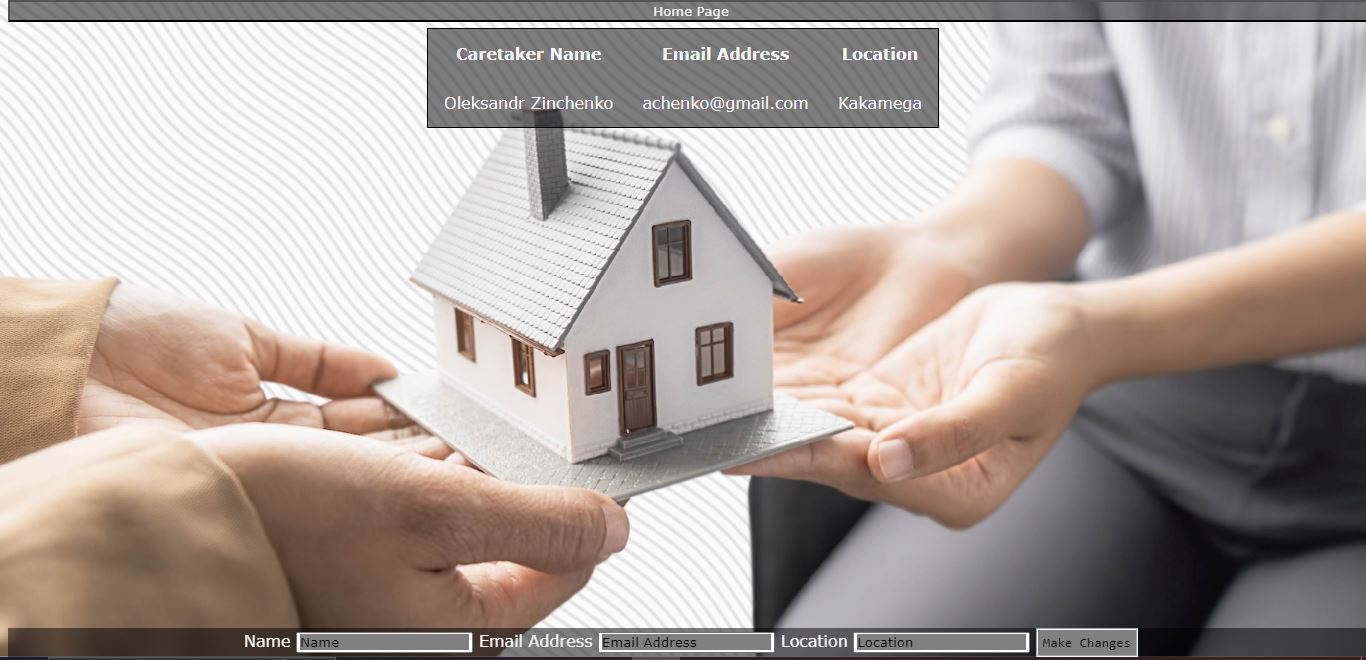 Home Page
Caretaker Name Email Address Location
Oleksandr Zinchenko achenko@gmail.com Kakamega
Name Name Email Address Email Address Location Location Make Changes